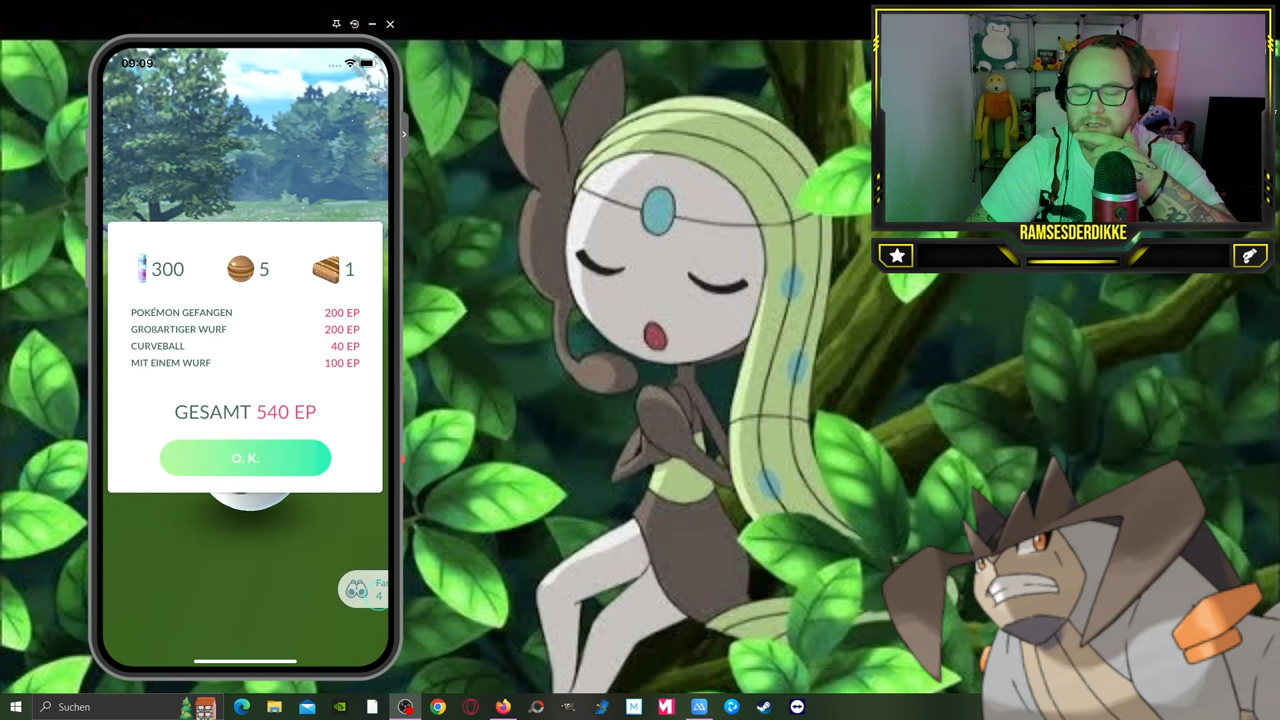 09:09
300 5 1
POKÉMON GEFANGEN 200 EP
GROßARTIGER WURF 200 EP
CURVEBALL 40 EP
MIT EINEM WURF 100 EP
GESAMT 540 EP
O. K.
4
RAMSESDERDIKKE
Suchen